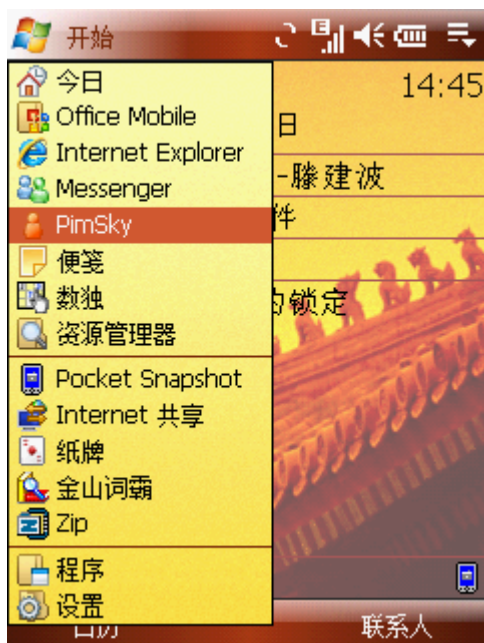 开始
E
14:45
今日
Office Mobile
日
Internet Explorer
-滕建波
Messenger
PimSky
件
便笺
数独
的锁定
资源管理器
Pocket Snapshot
Internet 共享
纸牌
金山词霸
Zip
程序
设置
日历
联系人